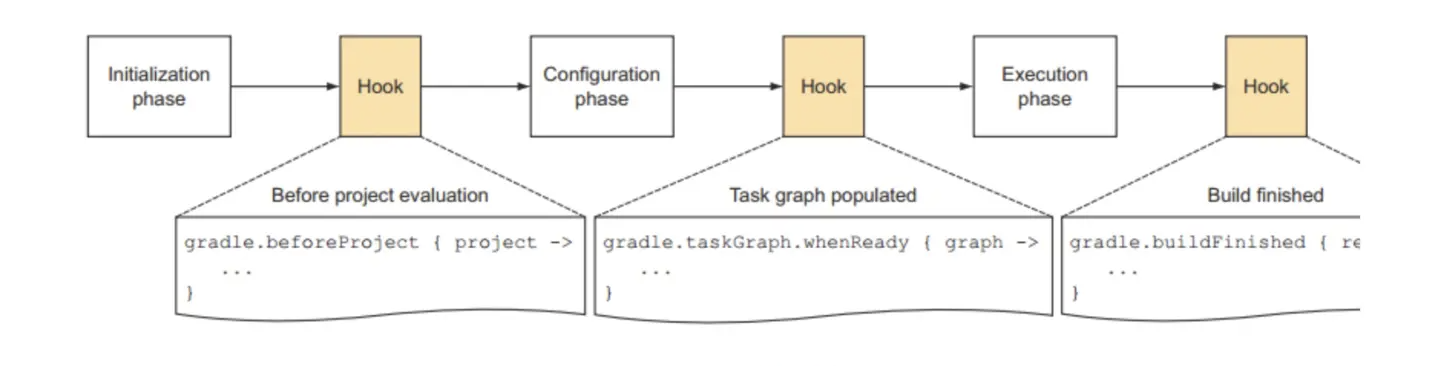 Initialization
phase
Hook
Configuration
phase
Hook
Execution
phase
Hook
Before project evaluation
gradle.beforeProject { project ->
...
}
Task graph populated
gradle.taskGraph.whenReady { graph ->
...
}
Build finished
gradle.buildFinished { re
...
}